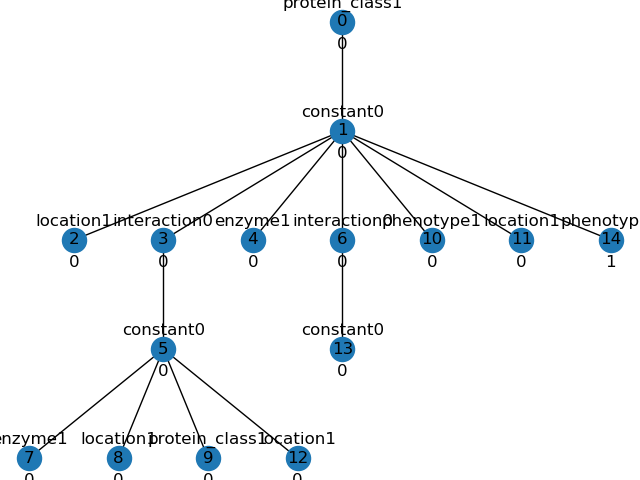 protein_class1
0
0
constant0
1
0
location1 interaction0 enzyme1 interaction0 phenotype1 location1 phenotyp
2 3 4 6 10 11 14
0 0 0 0 0 0 1
constant0 constant0
5 13
0 0
enzyme1 location1 protein_class1 location1
7 8 9 12
0 0 0 0